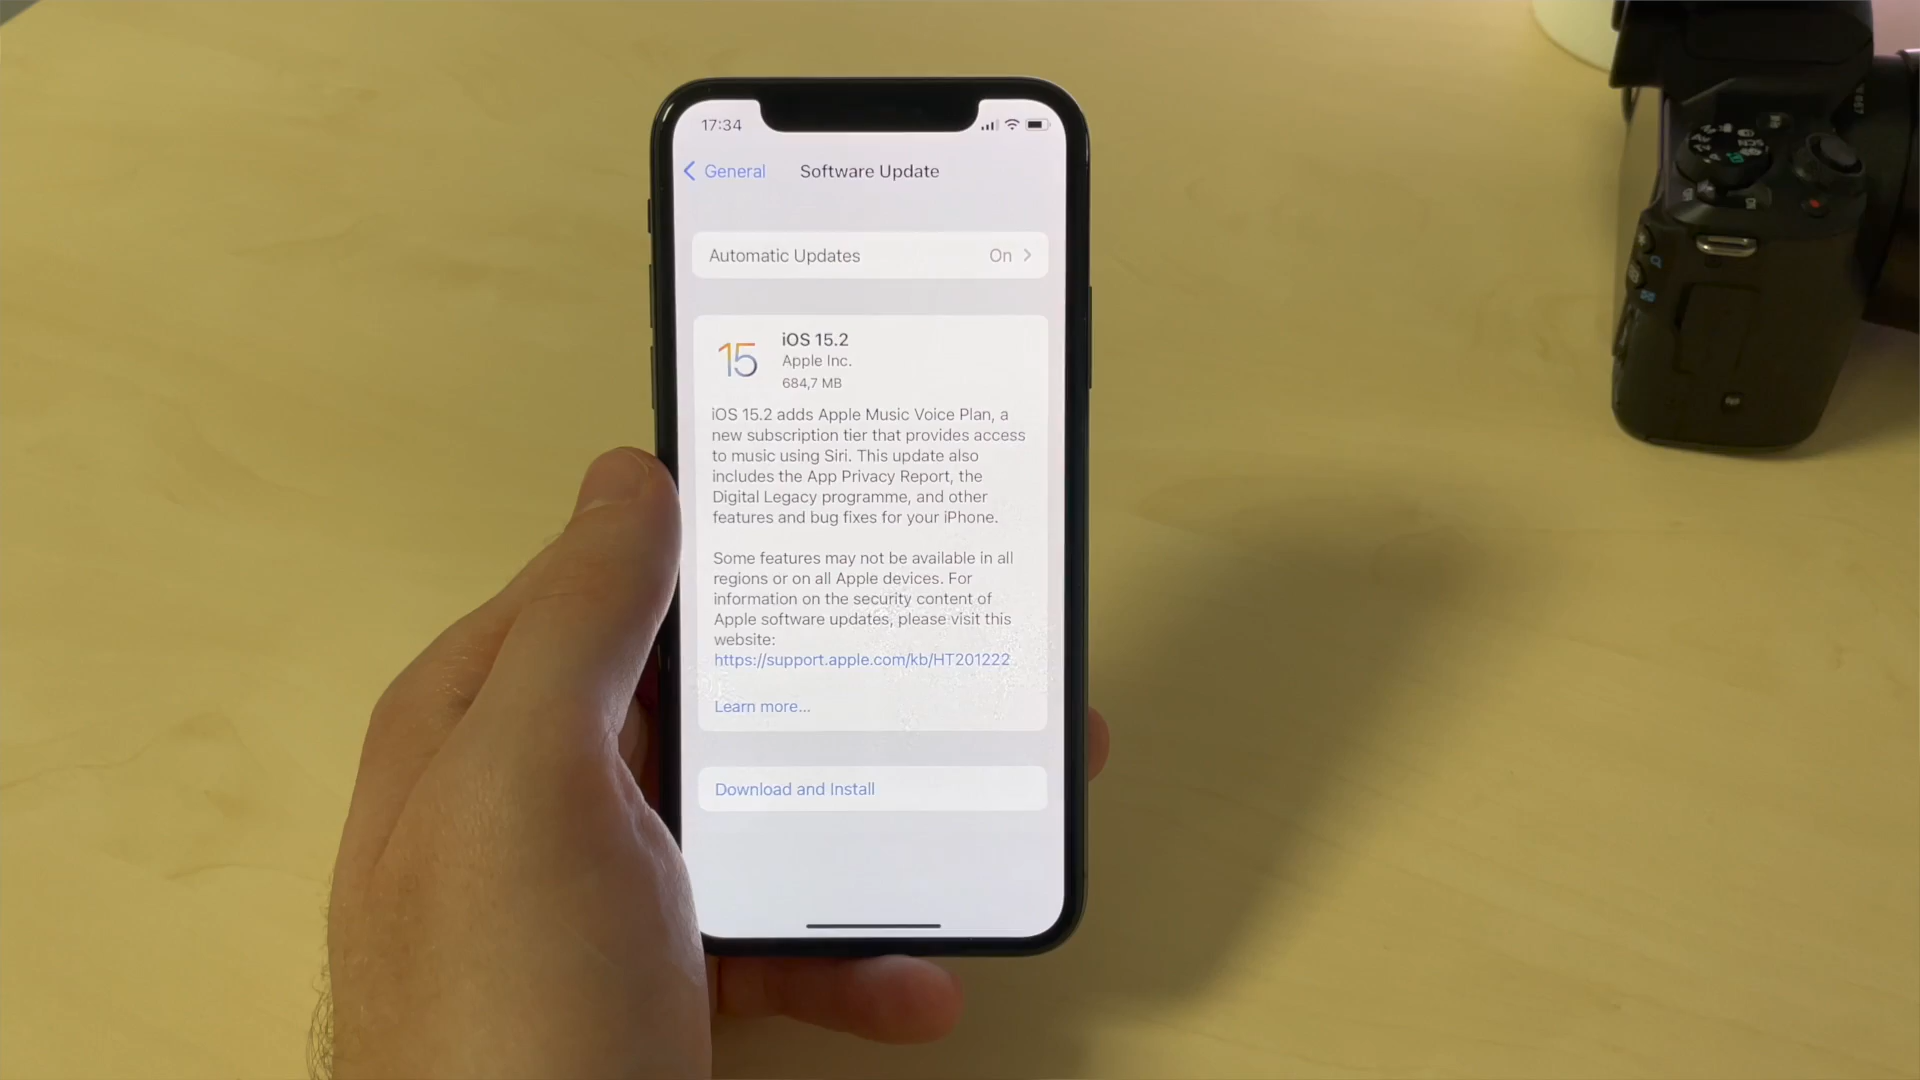 17:34
General Software Update
Automatic Updates On
15
iOS 15.2
Apple Inc.
684,7 MB
iOS 15.2 adds Apple Music Voice Plan, a
new subscription tier that provides access
to music using Siri. This update also
includes the App Privacy Report, the
Digital Legacy programme, and other
features and bug fixes for your iPhone.
Some features may not be available in all
regions or on all Apple devices. For
information on the security content of
Apple software updates, please visit this
website:
https://support.apple.com/kb/HT201222
Learn more...
Download and Install
SCN